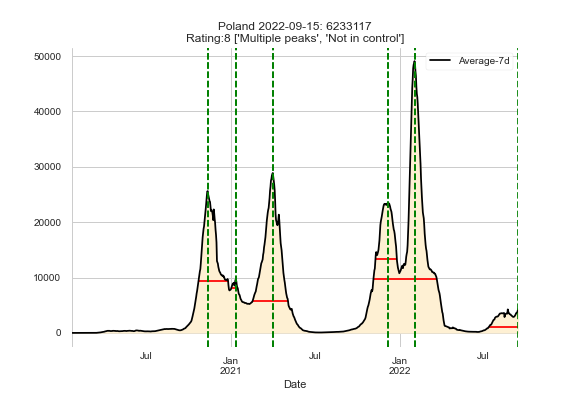 Poland 2022-09-15: 6233117
Rating:8 ['Multiple peaks', 'Not in control']
50000
Average-7d
40000
30000
20000
10000
0
Jul
Jan
2021
Jul
Jan
2022
Jul
Date